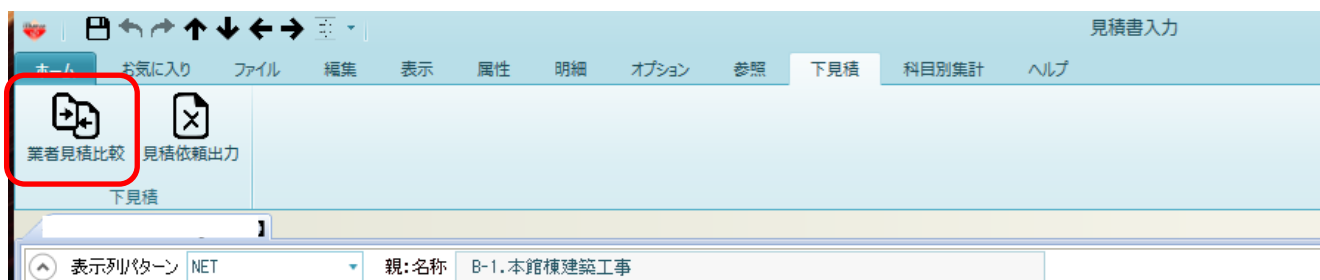 見積書入力
ホーム お気に入り ファイル 編集 表示 属性 明細 オプション 参照 下見積 科目別集計 ヘルプ
業者見積比較 見積依頼出力
下見積
】
表示列パターン NET 親:名称 B-1.本館棟建築工事